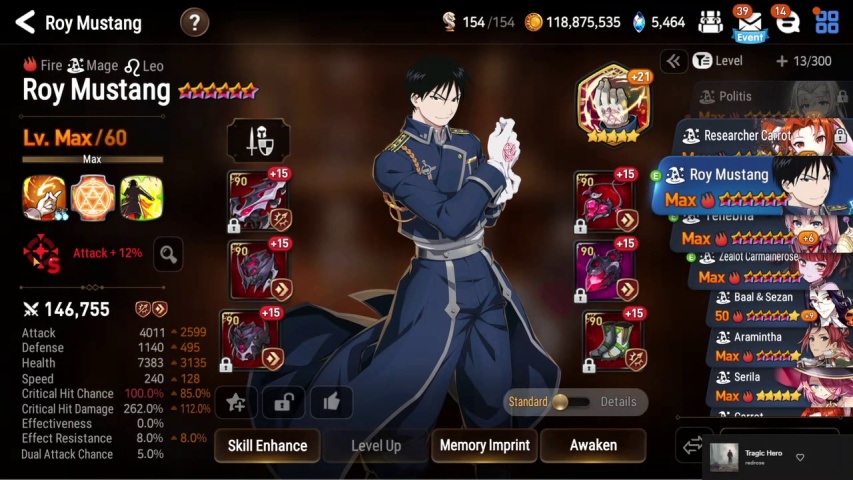 Roy Mustang
?
154/154
118,875,535
5,464
39
Event
14
Fire Mage Leo
Roy Mustang
Lv. Max/60
Max
Attack + 12%
S
146,755
Attack 4011 2599
Defense 1140 495
Health 7383 3135
Speed 240 128
Critical Hit Chance 100.0% 85.0%
Critical Hit Damage 262.0% 112.0%
Effectiveness 0.0%
Effect Resistance 8.0% 8.0%
Dual Attack Chance 5.0%
90 +15
90 +15
90 +15
+21
90 +15
90 +15
90 +15
Standard
Details
Skill Enhance
Level Up
Memory Imprint
Awaken
Level
+ 13/300
Politis
Researcher Carrot
E
Roy Mustang
Max
Tenebria
Max +6
E
Zealot Carmainerose
Max
Baal & Sezan
50 +9
Aramintha
Max
Serila
Max
Carrot
Tragic Hero
redrose